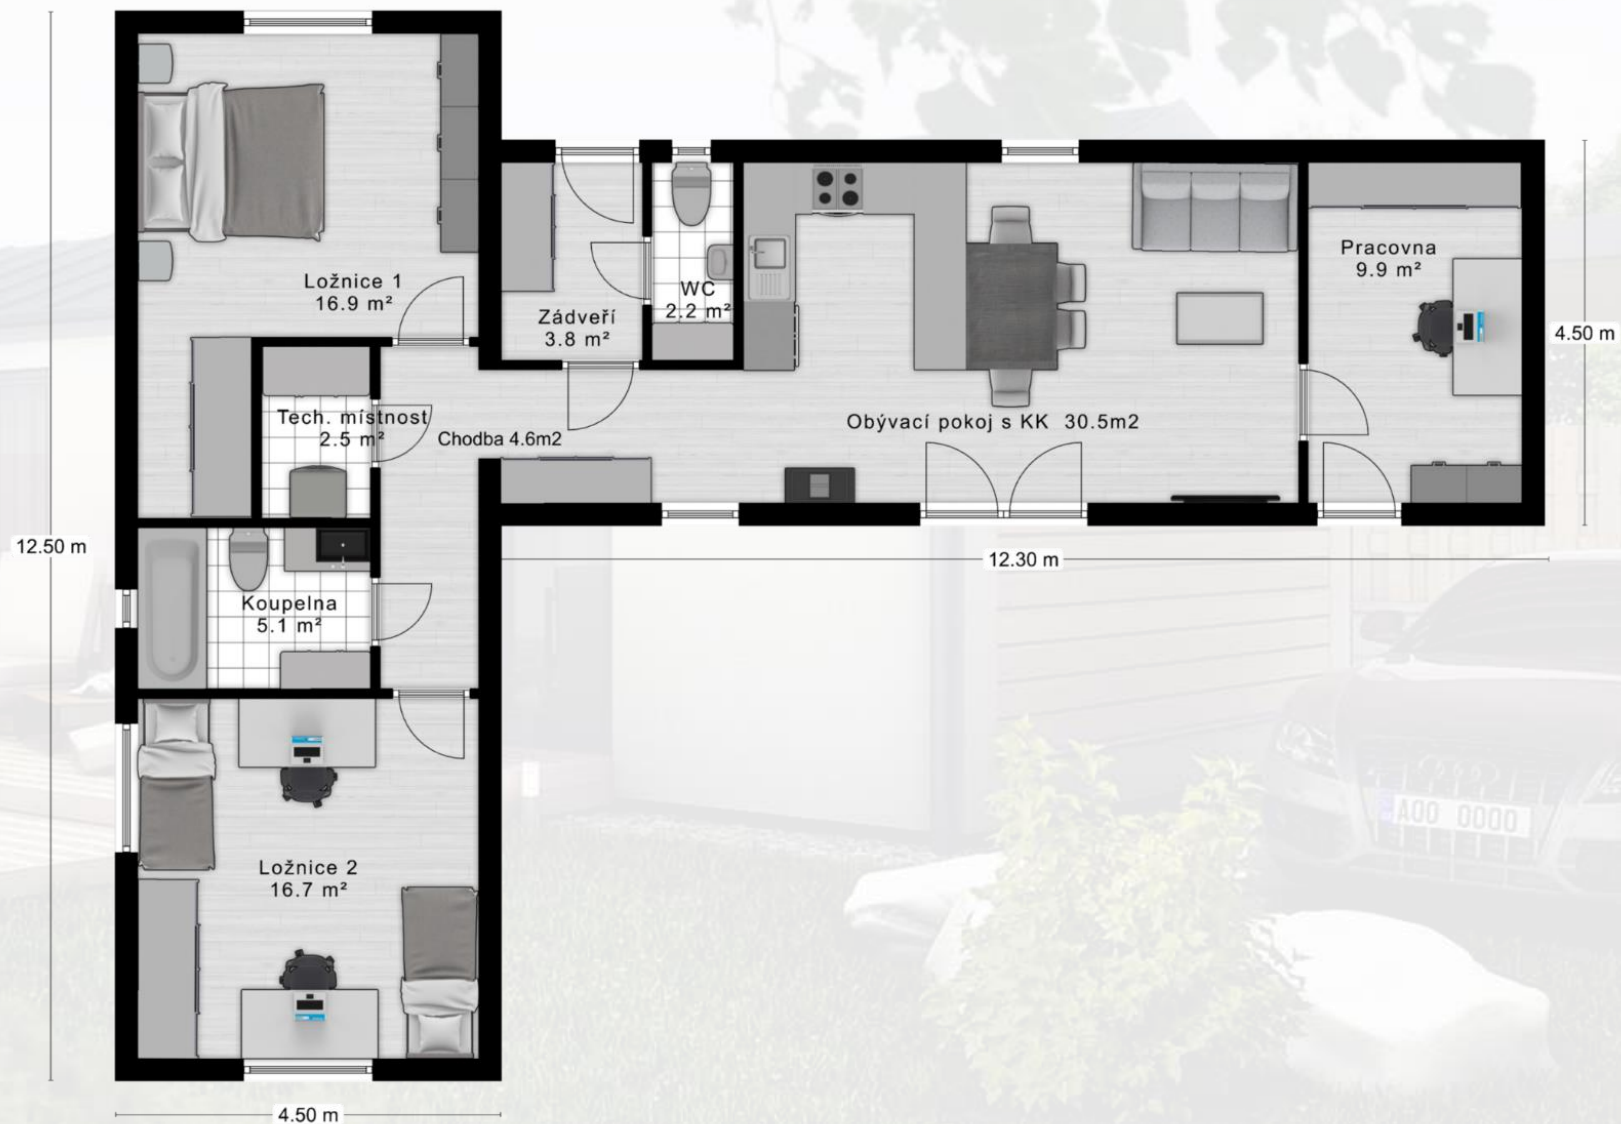 Ložnice 1
16.9 m²
Zádveří
3.8 m²
WC
2.2 m²
Pracovna
9.9 m²
4.50 m
Tech. místnost
2.5 m²
Chodba 4.6m2
Obývací pokoj s KK 30.5m2
12.50 m
12.30 m
Koupelna
5.1 m²
A00 0000
Ložnice 2
16.7 m²
4.50 m